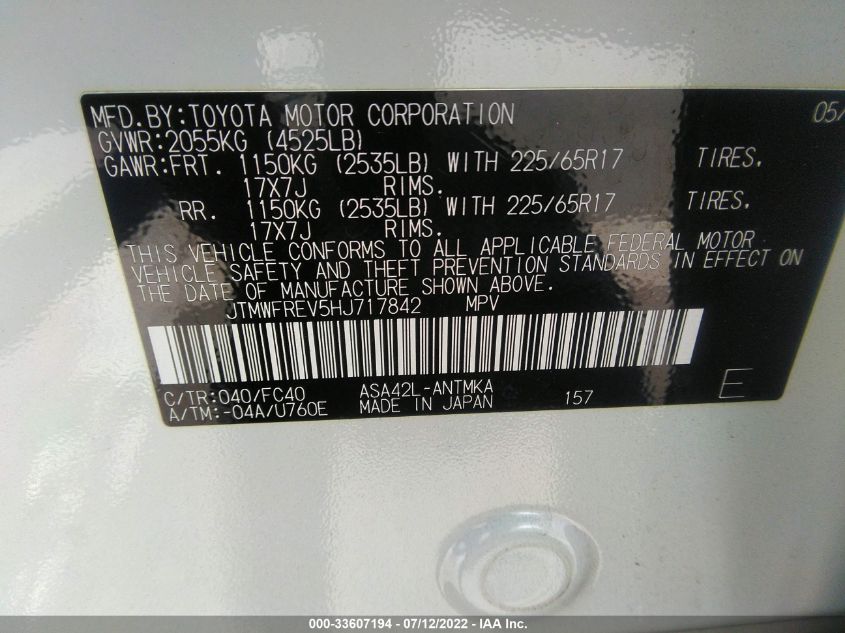 MFD.BY:TOYOTA MOTOR CORPORATION 05/
GVWR:2055KG (4525LB)
GAWR:FRT. 1150KG (2535LB) WITH 225/65R17 TIRES,
17X7J RIMS.
RR. 1150KG (2535LB) WITH 225/65R17 TIRES,
17X7J RIMS.
THIS VEHICLE CONFORMS TO ALL APPLICABLE FEDERAL MOTOR
VEHICLE SAFETY AND THEFT PREVENTION STANDARDS IN EFFECT ON
THE DATE OF MANUFACTURE SHOWN ABOVE.
JTMWFREV5HJ717842 MPV
C/TR:040/FC40 ASA42L-ANTMKA 157 E
A/TM:-04A/U760E MADE IN JAPAN
000-33607194 - 07/12/2022 - IAA Inc.